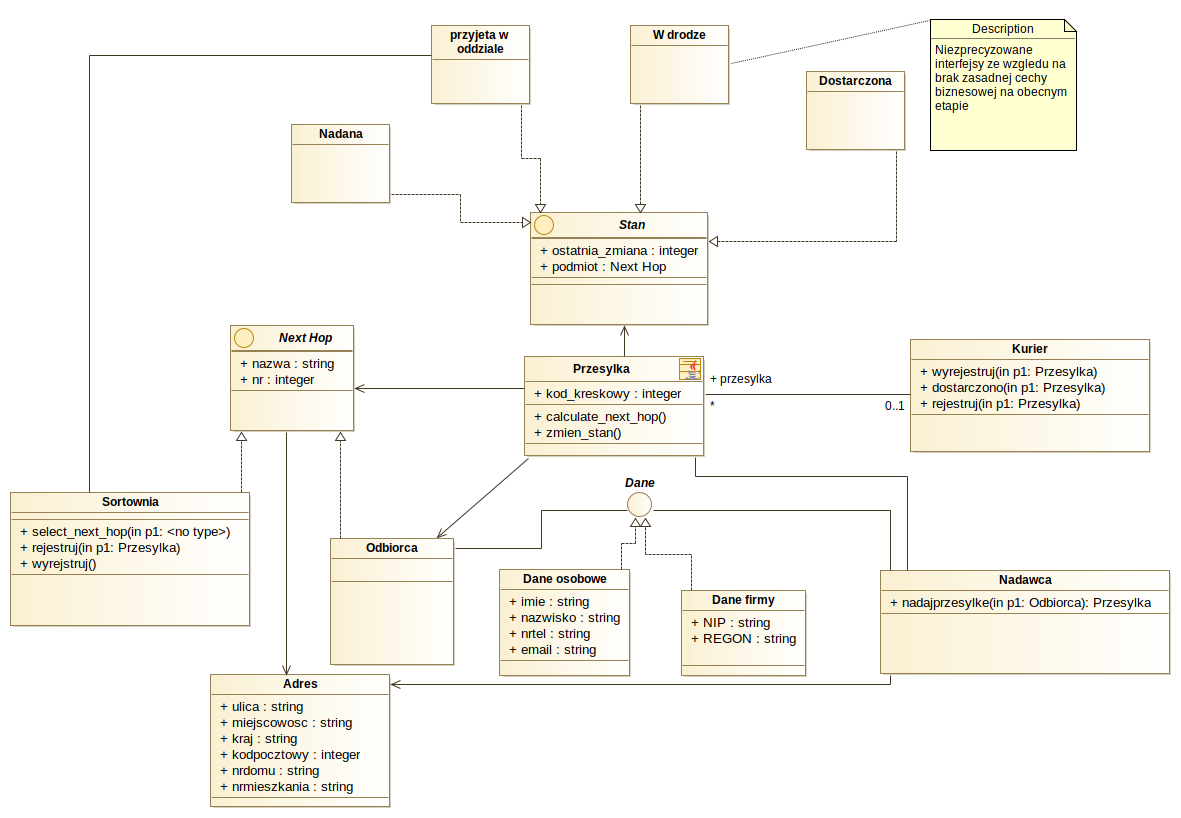 przyjeta w
oddziale
W drodze
Description
Niezprecyzowane
interfejsy ze wzgledu na
brak zasadnej cechy
biznesowej na obecnym
etapie
Dostarczona
Nadana
Stan
+ ostatnia_zmiana : integer
+ podmiot : Next Hop
Next Hop
+ nazwa : string
+ nr : integer
Przesylka
+ kod_kreskowy : integer
+ calculate_next_hop()
+ zmien_stan()
+ przesylka
*
0..1
Kurier
+ wyrejestruj(in p1: Przesylka)
+ dostarczono(in p1: Przesylka)
+ rejestruj(in p1: Przesylka)
Sortownia
+ select_next_hop(in p1: <no type>)
+ rejestruj(in p1: Przesylka)
+ wyrejstruj()
Odbiorca
Dane
Dane osobowe
+ imie : string
+ nazwisko : string
+ nrtel : string
+ email : string
Dane firmy
+ NIP : string
+ REGON : string
Nadawca
+ nadajprzesylke(in p1: Odbiorca): Przesylka
Adres
+ ulica : string
+ miejscowosc : string
+ kraj : string
+ kodpocztowy : integer
+ nrdomu : string
+ nrmieszkania : string